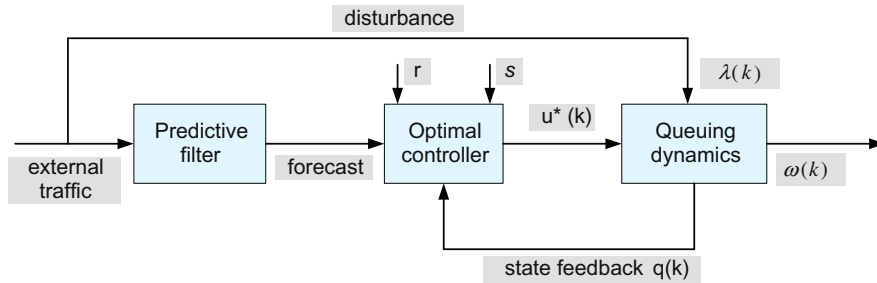 disturbance
r
s
λ(k)
Predictive
filter
Optimal
controller
u* (k)
Queuing
dynamics
external
traffic
forecast
ω(k)
state feedback q(k)